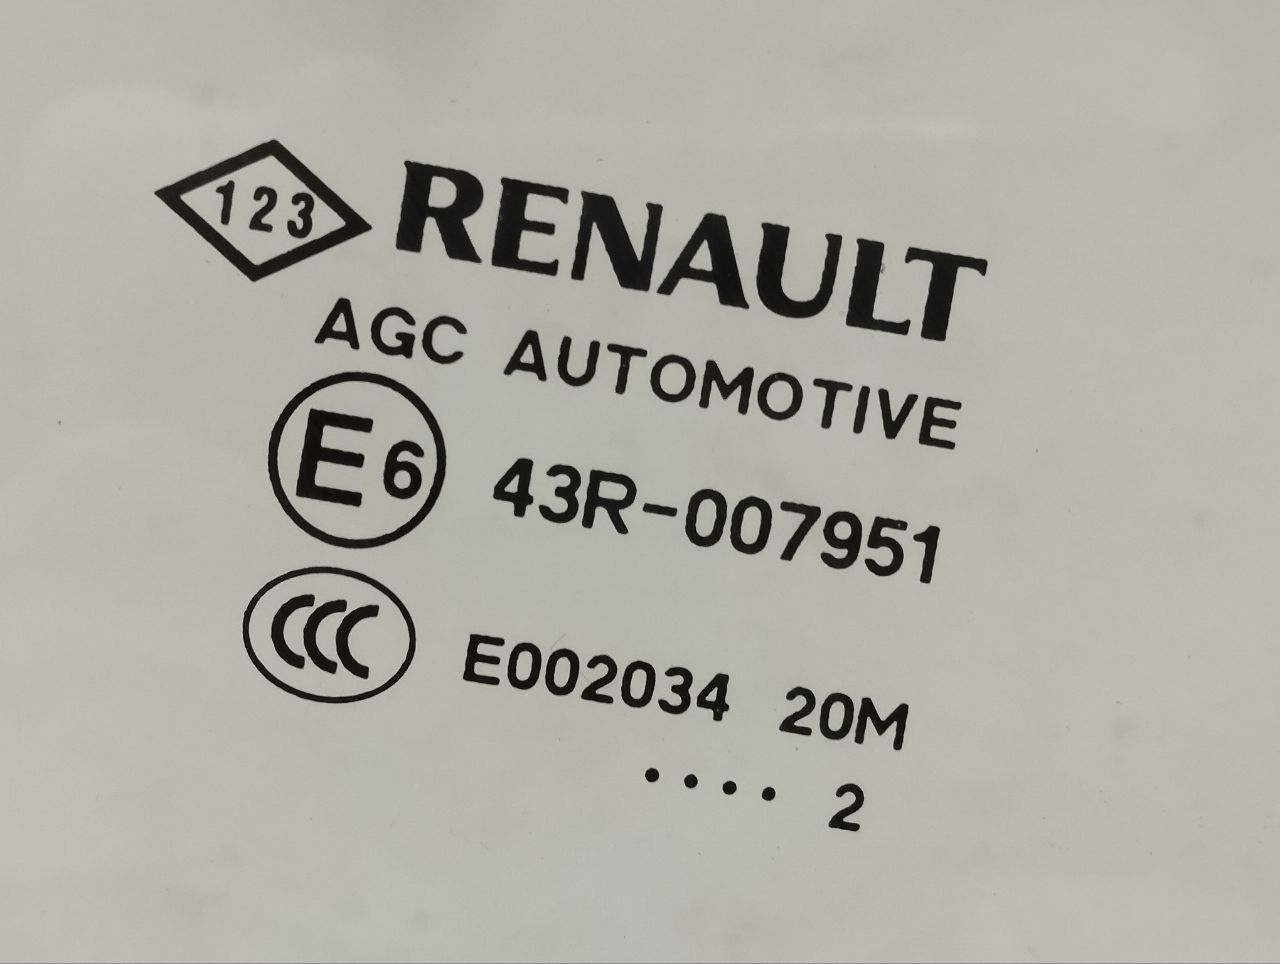 123 RENAULT
AGC AUTOMOTIVE
E6 43R-007951
CCC E002034 20M
.... 2